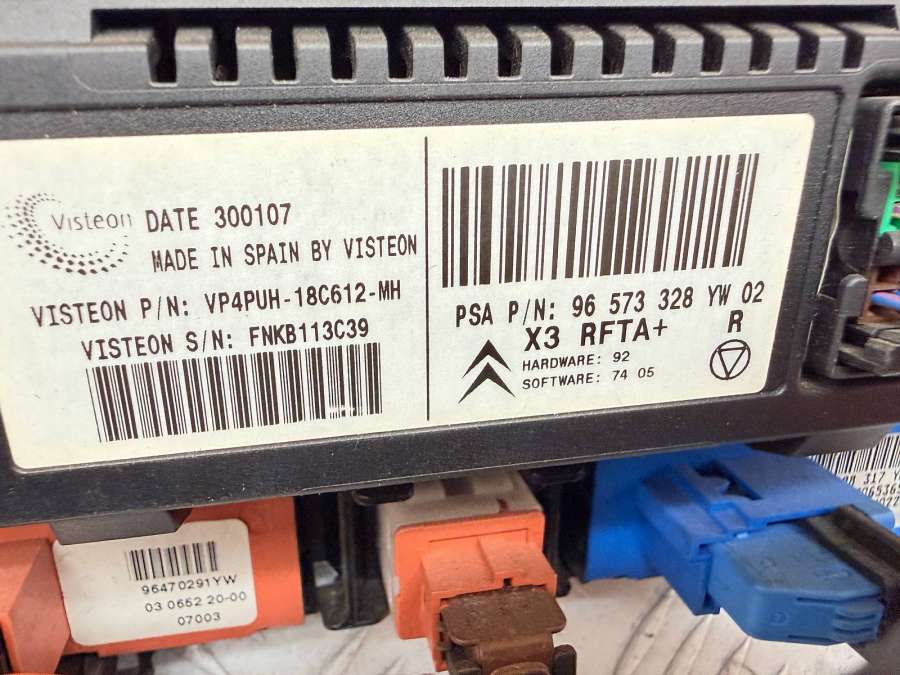 Visteon
DATE 300107
MADE IN SPAIN BY VISTEON
VISTEON P/N: VP4PUH-18C612-MH
VISTEON S/N: FNKB113C39
PSA P/N: 96 573 328 YW 02
X3 RFTA+ R
HARDWARE: 92
SOFTWARE: 74 05
96470291YW
03 0652 20-00
07003
317